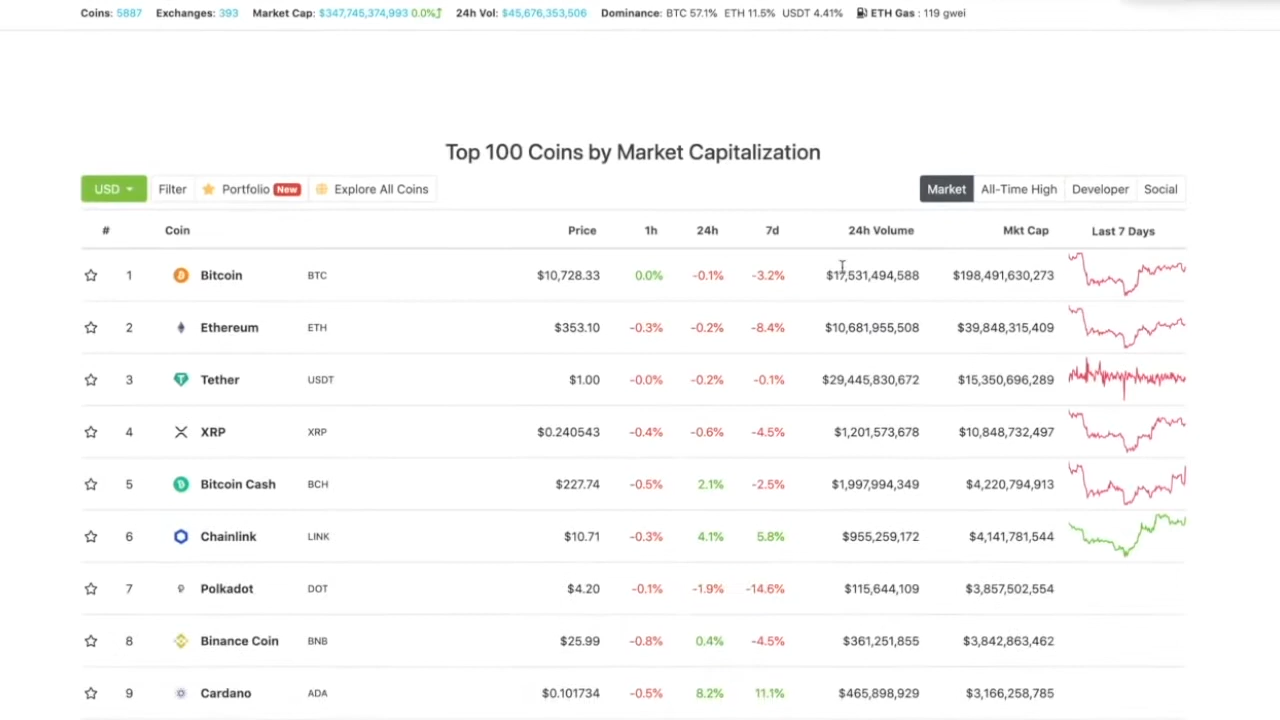 Coins: 5887 Exchanges: 393 Market Cap: $347,745,374,993 0.0% 24h Vol: $45,676,353,506 Dominance: BTC 57.1% ETH 11.5% USDT 4.41% ETH Gas : 119 gwei
Top 100 Coins by Market Capitalization
USD Filter Portfolio New Explore All Coins Market All-Time High Developer Social
# Coin Price 1h 24h 7d 24h Volume Mkt Cap Last 7 Days
1 Bitcoin BTC $10,728.33 0.0% -0.1% -3.2% $17,531,494,588 $198,491,630,273
2 Ethereum ETH $353.10 -0.3% -0.2% -8.4% $10,681,955,508 $39,848,315,409
3 Tether USDT $1.00 -0.0% -0.2% -0.1% $29,445,830,672 $15,350,696,289
4 XRP XRP $0.240543 -0.4% -0.6% -4.5% $1,201,573,678 $10,848,732,497
5 Bitcoin Cash BCH $227.74 -0.5% 2.1% -2.5% $1,997,994,349 $4,220,794,913
6 Chainlink LINK $10.71 -0.3% 4.1% 5.8% $955,259,172 $4,141,781,544
7 Polkadot DOT $4.20 -0.1% -1.9% -14.6% $115,644,109 $3,857,502,554
8 Binance Coin BNB $25.99 -0.8% 0.4% -4.5% $361,251,855 $3,842,863,462
9 Cardano ADA $0.101734 -0.5% 8.2% 11.1% $465,898,929 $3,166,258,785